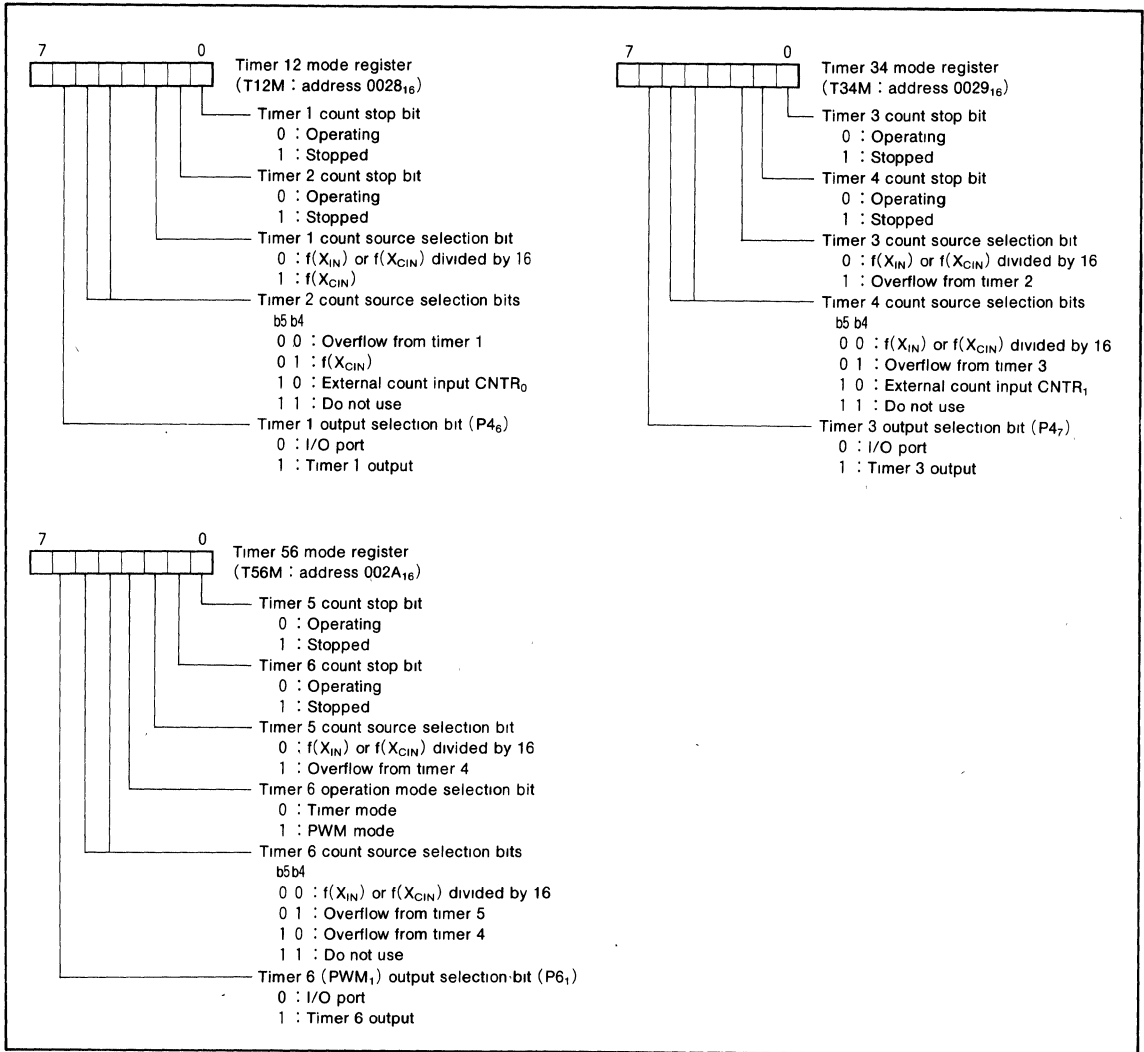 7 0
Timer 12 mode register
(T12M : address 0028₁₆)
Timer 1 count stop bit
0 : Operating
1 : Stopped
Timer 2 count stop bit
0 : Operating
1 : Stopped
Timer 1 count source selection bit
0 : f(X_IN) or f(X_CIN) divided by 16
1 : f(X_CIN)
Timer 2 count source selection bits
b5 b4
0 0 : Overflow from timer 1
0 1 : f(X_CIN)
1 0 : External count input CNTR₀
1 1 : Do not use
Timer 1 output selection bit (P4₆)
0 : I/O port
1 : Timer 1 output
7 0
Timer 34 mode register
(T34M : address 0029₁₆)
Timer 3 count stop bit
0 : Operating
1 : Stopped
Timer 4 count stop bit
0 : Operating
1 : Stopped
Timer 3 count source selection bit
0 : f(X_IN) or f(X_CIN) divided by 16
1 : Overflow from timer 2
Timer 4 count source selection bits
b5 b4
0 0 : f(X_IN) or f(X_CIN) divided by 16
0 1 : Overflow from timer 3
1 0 : External count input CNTR₁
1 1 : Do not use
Timer 3 output selection bit (P4₇)
0 : I/O port
1 : Timer 3 output
7 0
Timer 56 mode register
(T56M : address 002A₁₆)
Timer 5 count stop bit
0 : Operating
1 : Stopped
Timer 6 count stop bit
0 : Operating
1 : Stopped
Timer 5 count source selection bit
0 : f(X_IN) or f(X_CIN) divided by 16
1 : Overflow from timer 4
Timer 6 operation mode selection bit
0 : Timer mode
1 : PWM mode
Timer 6 count source selection bits
b5 b4
0 0 : f(X_IN) or f(X_CIN) divided by 16
0 1 : Overflow from timer 5
1 0 : Overflow from timer 4
1 1 : Do not use
Timer 6 (PWM₁) output selection bit (P6₁)
0 : I/O port
1 : Timer 6 output